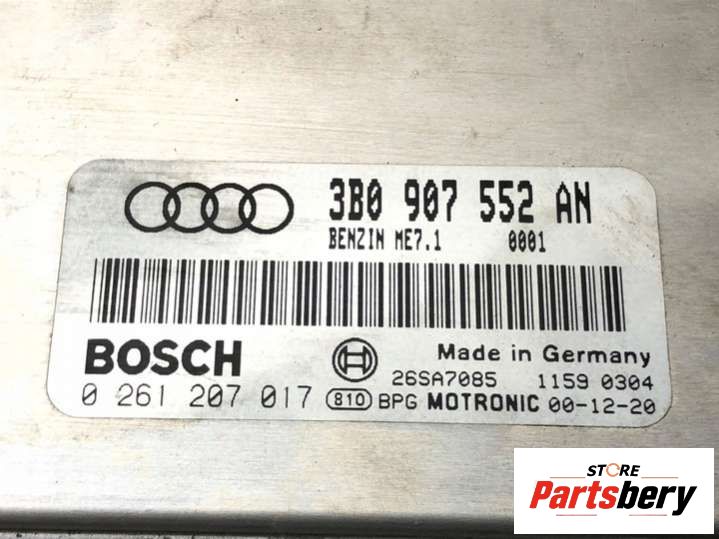 3B0 907 552 AN
BENZIN ME7.1 0001
BOSCH
Made in Germany
26SA7085 1159 0304
0 261 207 017 810 BPG MOTRONIC 00-12-20
STORE
Partsbery